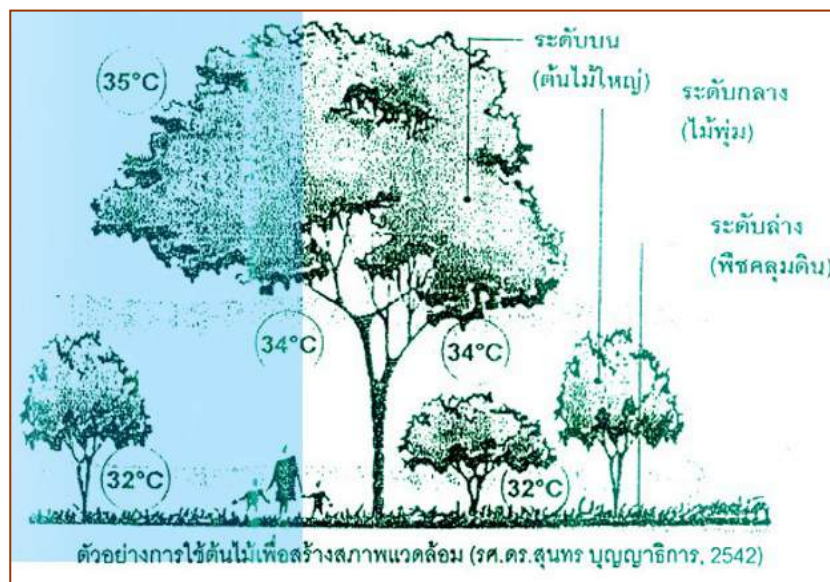 35°C
ระดับบน
(ต้นไม้ใหญ่)
ระดับกลาง
(ไม้พุ่ม)
ระดับล่าง
(พืชคลุมดิน)
34°C
34°C
32°C
32°C
ตัวอย่างการใช้ต้นไม้เพื่อสร้างสภาพแวดล้อม (รศ.ดร.สุนทร บุญญาธิการ, 2542)